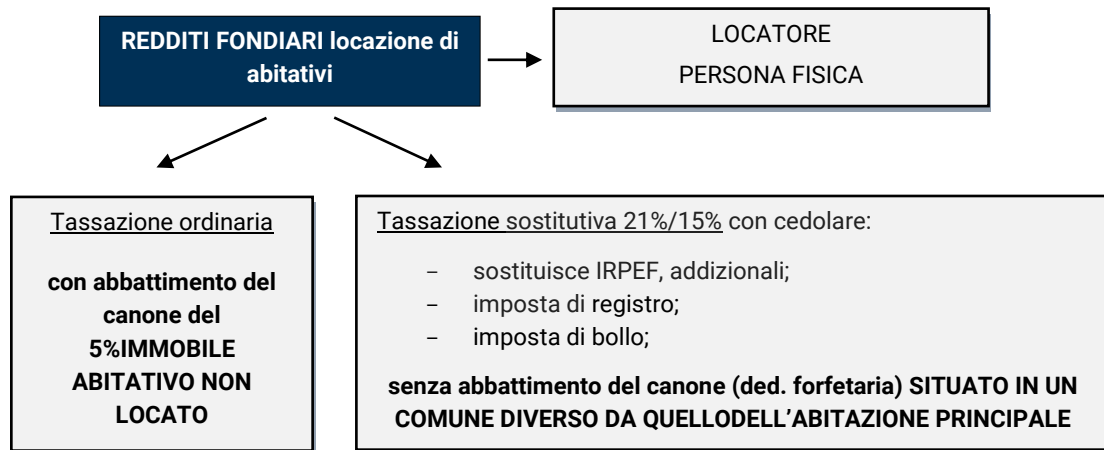 REDDITI FONDIARI locazione di
abitativi
LOCATORE
PERSONA FISICA
Tassazione ordinaria
con abbattimento del
canone del
5%IMMOBILE
ABITATIVO NON
LOCATO
Tassazione sostitutiva 21%/15% con cedolare:
− sostituisce IRPEF, addizionali;
− imposta di registro;
− imposta di bollo;
senza abbattimento del canone (ded. forfetaria) SITUATO IN UN
COMUNE DIVERSO DA QUELLODELL'ABITAZIONE PRINCIPALE